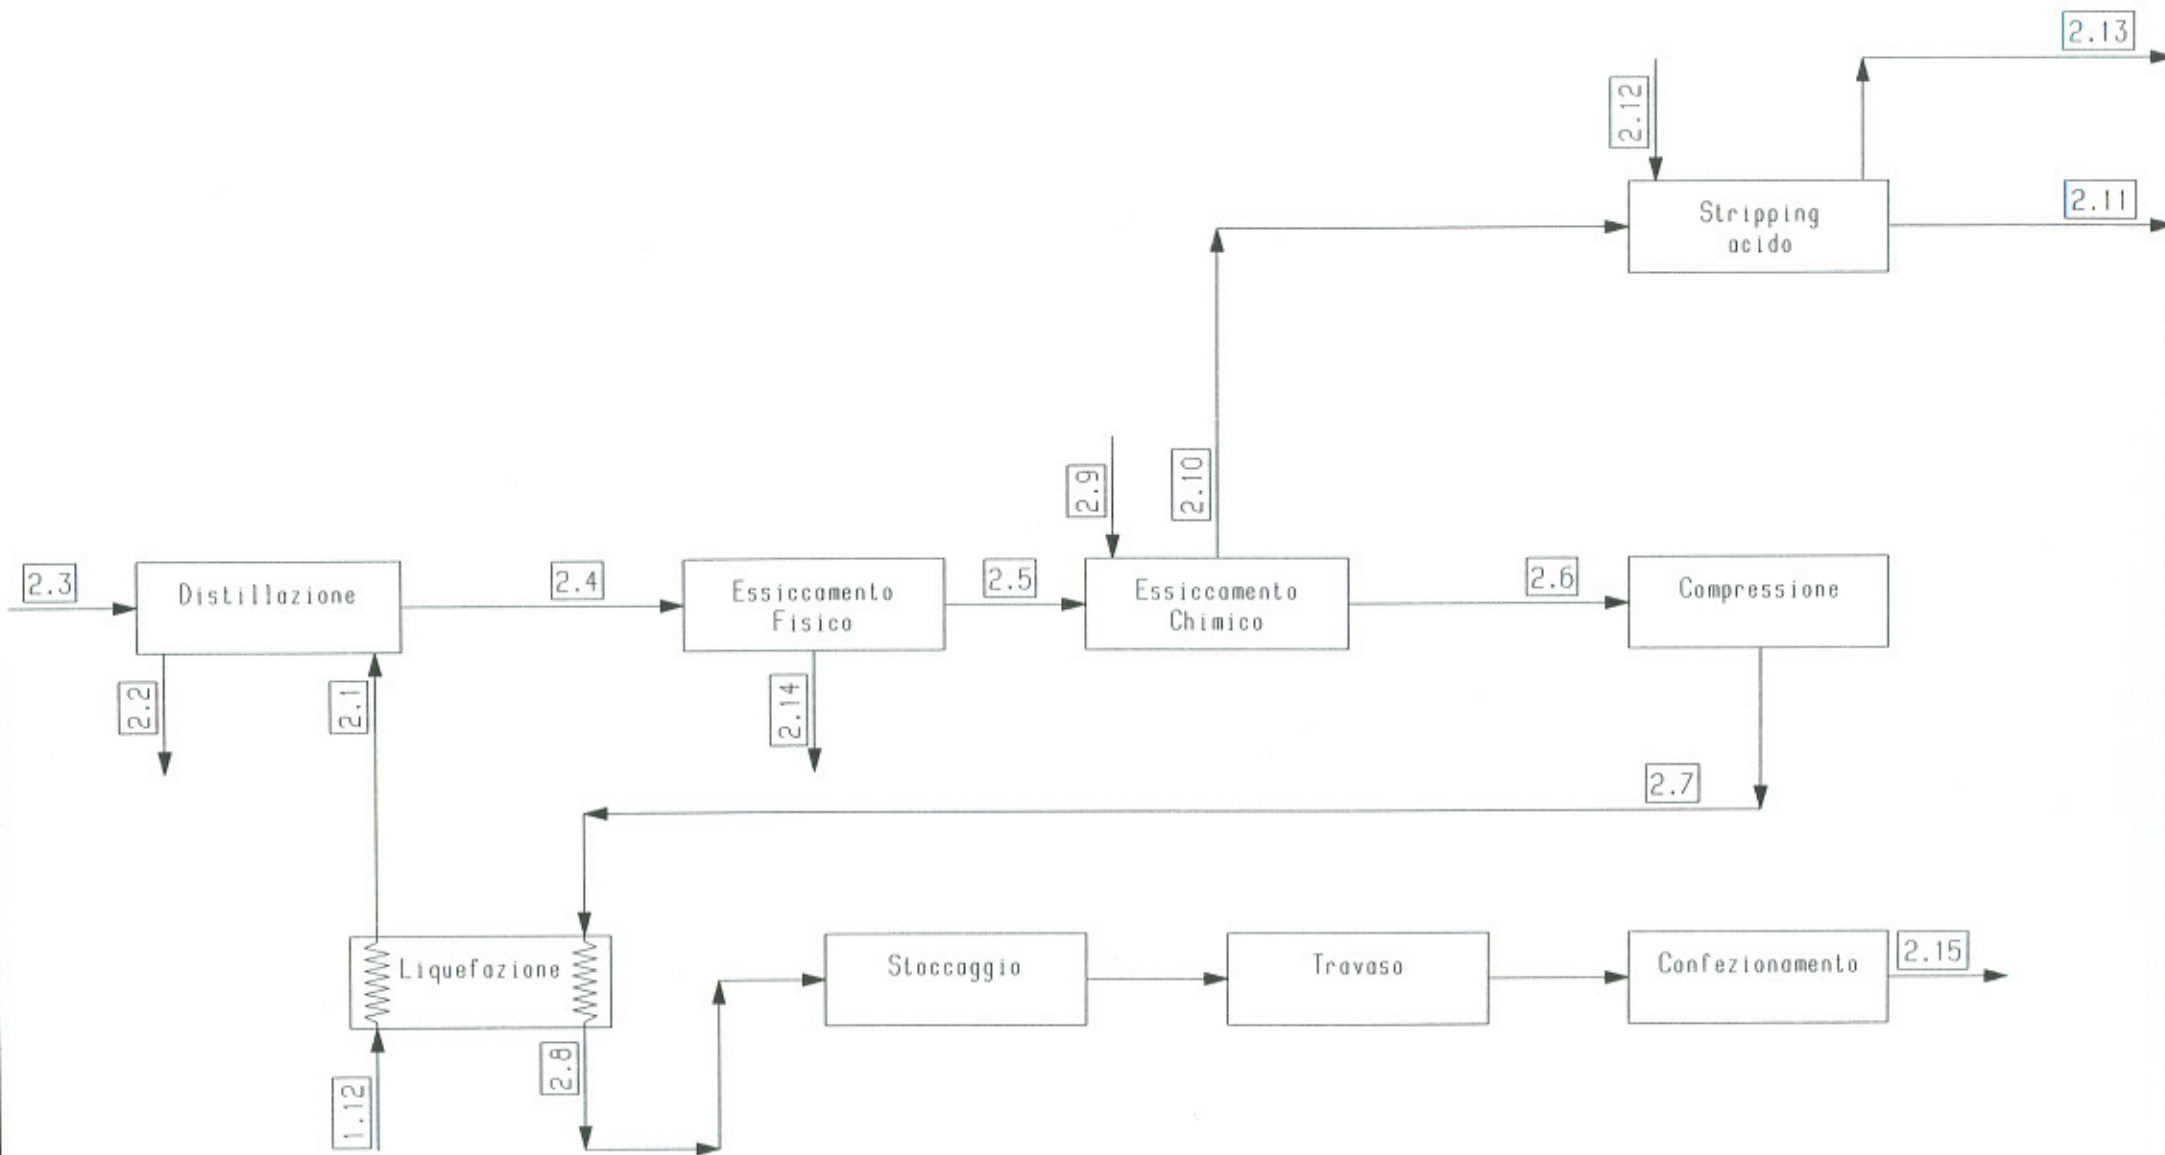 2.13
2.12
2.11
Stripping
acido
2.9
2.10
2.3
Distillazione
2.4
Essiccamento
Fisico
2.5
Essiccamento
Chimico
2.6
Compressione
2.2
2.1
2.14
2.7
Liquefazione
Stoccaggio
Travaso
Confezionamento
2.15
2.8
1.12